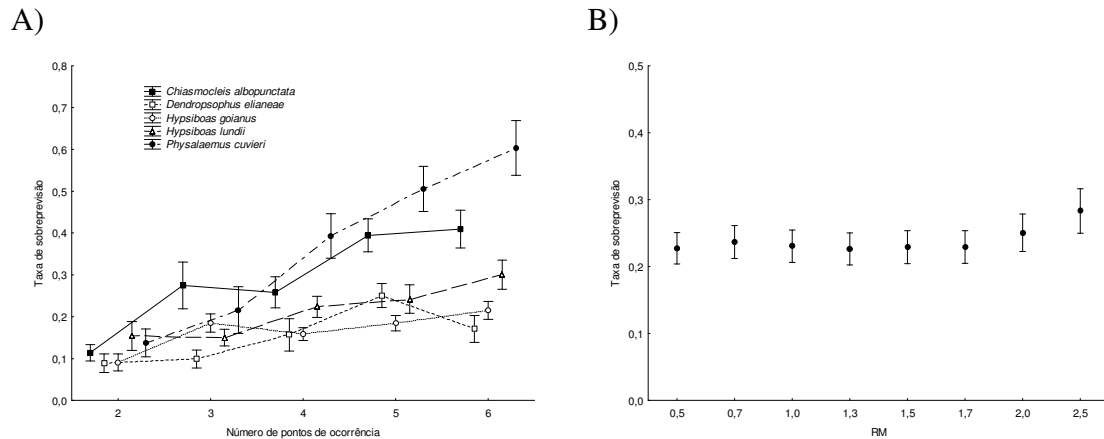 A)
B)
0,8
0,7
0,6
0,5
0,4
0,3
0,2
0,1
0,0
Taxa de sobreprevisão
Chiasmocleis albopunctata
Dendropsophus elianeae
Hypsiboas goianus
Hypsiboas lundii
Physalaemus cuvieri
2 3 4 5 6
Número de pontos de ocorrência
0,5
0,4
0,3
0,2
0,1
0,0
Taxa de sobreprevisão
0,5 0,7 1,0 1,3 1,5 1,7 2,0 2,5
RM